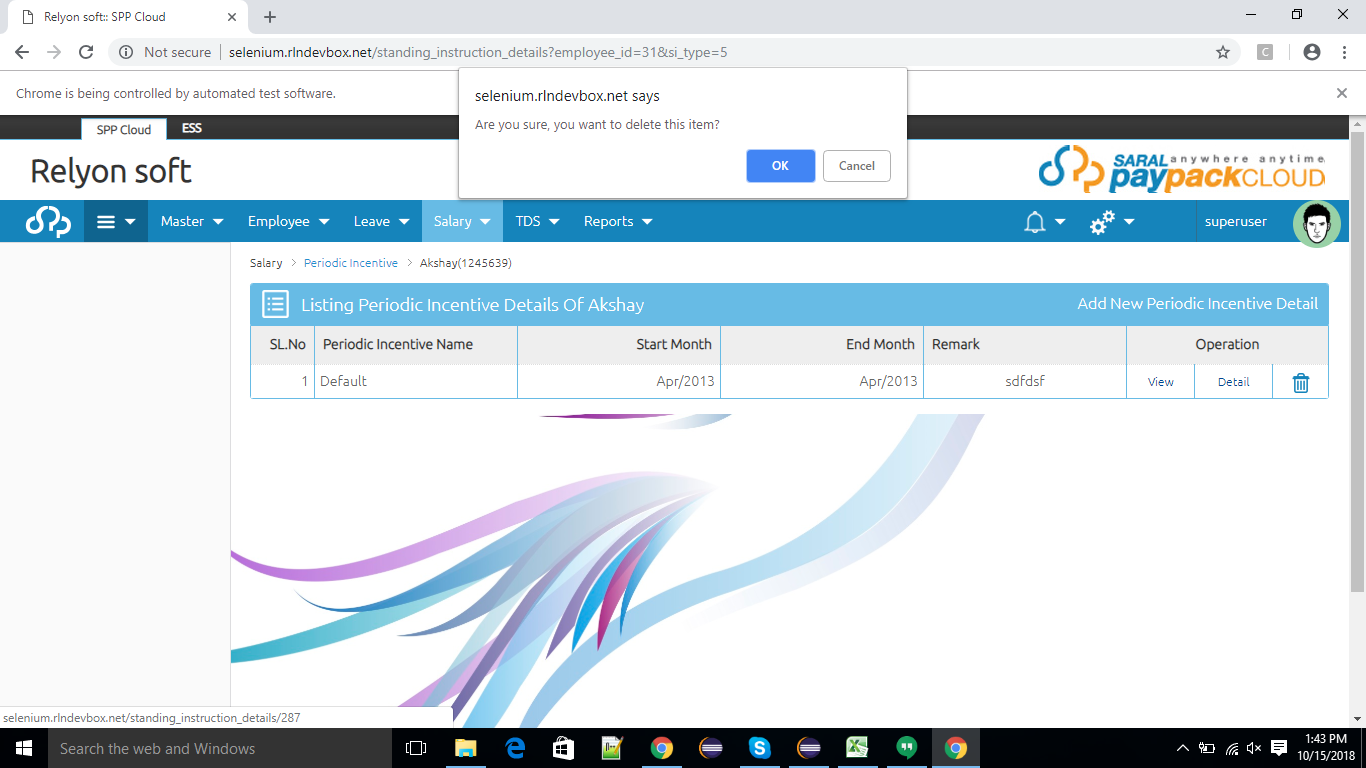 Relyon soft:: SPP Cloud
Not secure | selenium.rlndevbox.net/standing_instruction_details?employee_id=31&si_type=5
C
Chrome is being controlled by automated test software.
selenium.rlndevbox.net says
Are you sure, you want to delete this item?
OK Cancel
SPP Cloud ESS
Relyon soft
SARAL anywhere anytime
paypackCLOUD
Master Employee Leave Salary TDS Reports superuser
Salary > Periodic Incentive > Akshay(1245639)
Listing Periodic Incentive Details Of Akshay Add New Periodic Incentive Detail
SL.No Periodic Incentive Name Start Month End Month Remark Operation
1 Default Apr/2013 Apr/2013 sdfdsf View Detail
selenium.rlndevbox.net/standing_instruction_details/287
Search the web and Windows
1:43 PM
10/15/2018